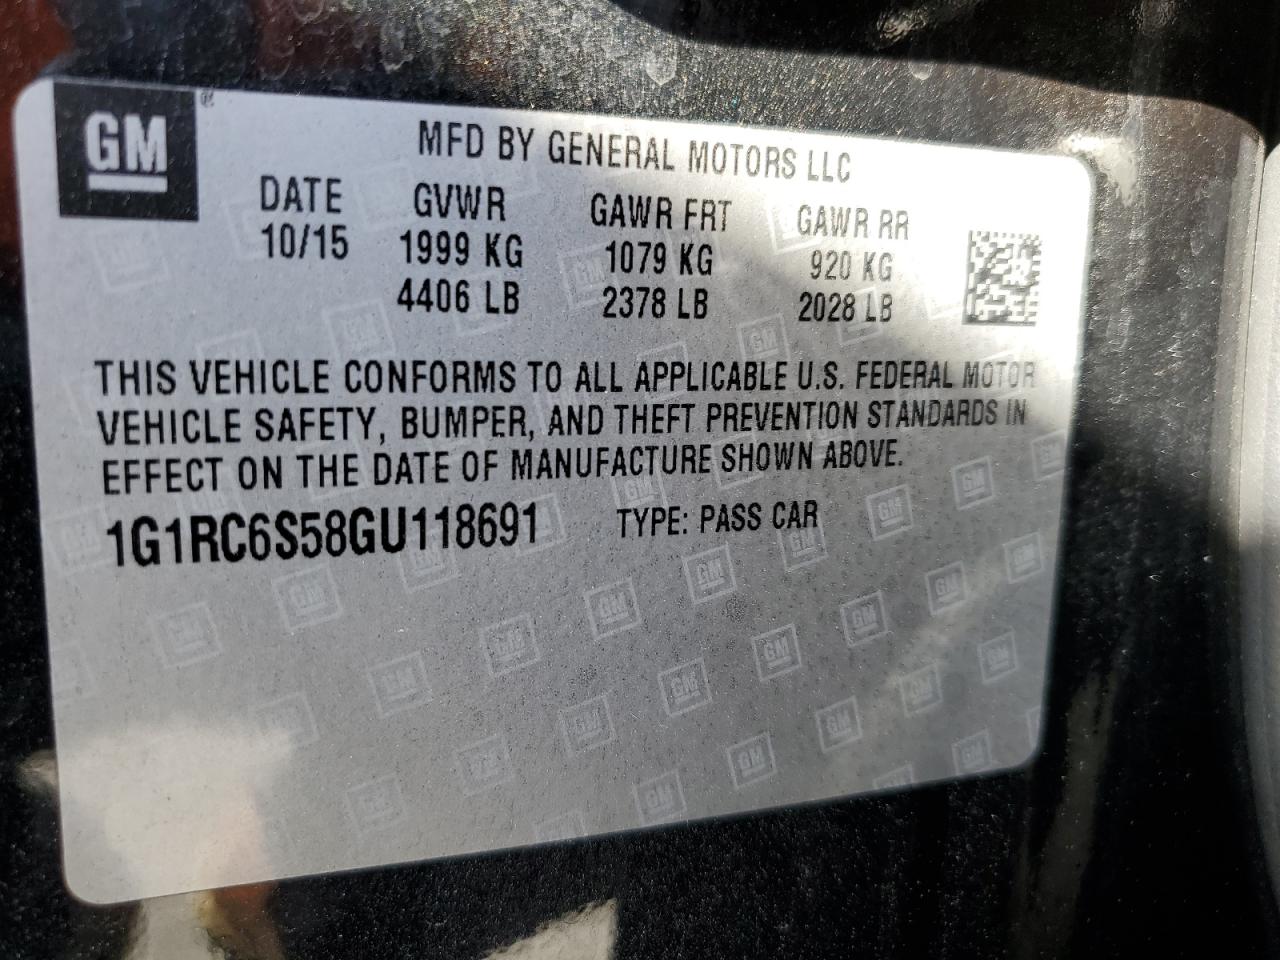 GM®
MFD BY GENERAL MOTORS LLC
DATE GVWR GAWR FRT GAWR RR
10/15 1999 KG 1079 KG 920 KG
4406 LB 2378 LB 2028 LB
THIS VEHICLE CONFORMS TO ALL APPLICABLE U.S. FEDERAL MOTOR
VEHICLE SAFETY, BUMPER, AND THEFT PREVENTION STANDARDS IN
EFFECT ON THE DATE OF MANUFACTURE SHOWN ABOVE.
1G1RC6S58GU118691 TYPE: PASS CAR